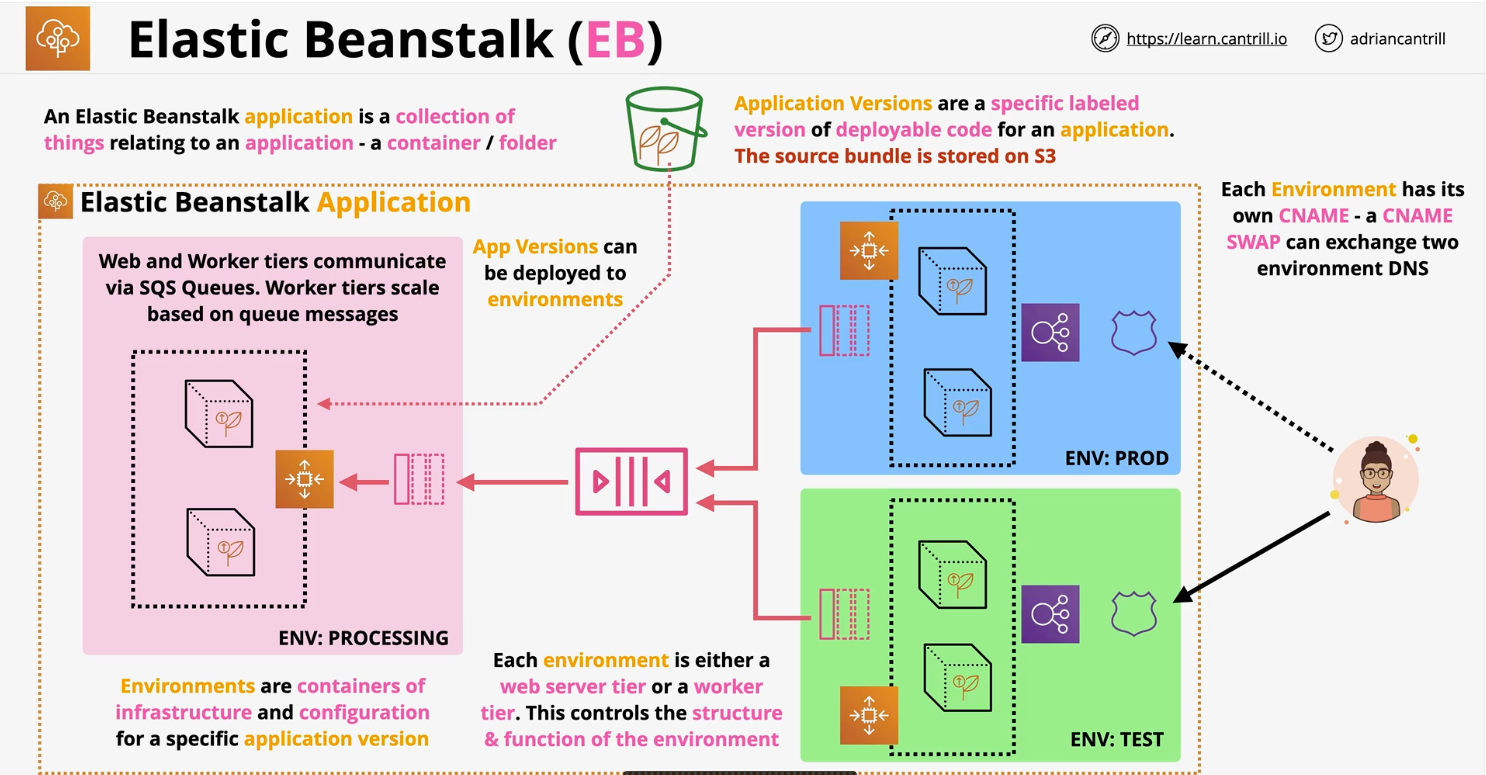 Elastic Beanstalk (EB)
https://learn.cantrill.io
adriancantrill
An Elastic Beanstalk application is a collection of
things relating to an application - a container / folder
Application Versions are a specific labeled
version of deployable code for an application.
The source bundle is stored on S3
Elastic Beanstalk Application
Each Environment has its
own CNAME - a CNAME
SWAP can exchange two
environment DNS
Web and Worker tiers communicate
via SQS Queues. Worker tiers scale
based on queue messages
App Versions can
be deployed to
environments
ENV: PROD
ENV: PROCESSING
Each environment is either a
web server tier or a worker
tier. This controls the structure
& function of the environment
Environments are containers of
infrastructure and configuration
for a specific application version
ENV: TEST